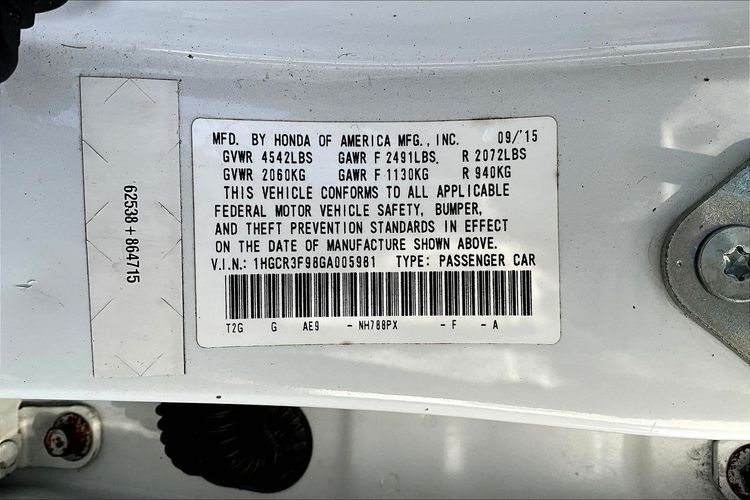 MFD. BY HONDA OF AMERICA MFG., INC. 09/'15
GVWR 4542LBS GAWR F 2491LBS. R 2072LBS
GVWR 2060KG GAWR F 1130KG R 940KG
THIS VEHICLE CONFORMS TO ALL APPLICABLE
FEDERAL MOTOR VEHICLE SAFETY, BUMPER,
AND THEFT PREVENTION STANDARDS IN EFFECT
ON THE DATE OF MANUFACTURE SHOWN ABOVE.
V.I.N.: 1HGCR3F98GA005981 TYPE: PASSENGER CAR
T2G G AE9 - NH788PX - F - A
62538 + 864715